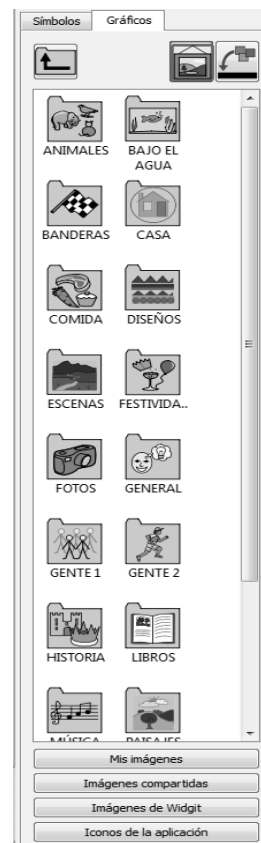 Símbolos Gráficos
ANIMALES BAJO EL
AGUA
BANDERAS CASA
COMIDA DISEÑOS
ESCENAS FESTIVIDA..
FOTOS GENERAL
GENTE 1 GENTE 2
HISTORIA LIBROS
MÚSICA PAISAJES
Mis imágenes
Imágenes compartidas
Imágenes de Widgit
Iconos de la aplicación